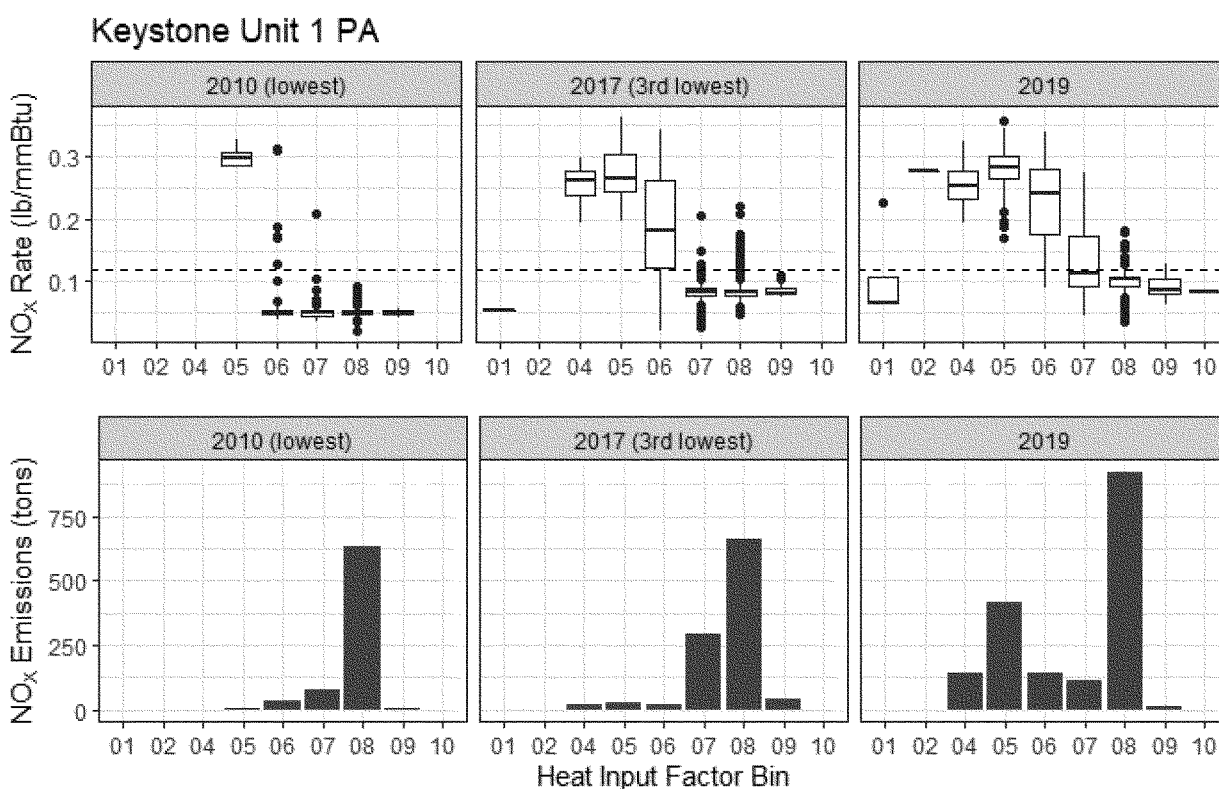 Keystone Unit 1 PA
2010 (lowest) 2017 (3rd lowest) 2019
NOₓ Rate (lb/mmBtu)
0.3
0.2
0.1
01 02 04 05 06 07 08 09 10 01 02 04 05 06 07 08 09 10 01 02 04 05 06 07 08 09 10
2010 (lowest) 2017 (3rd lowest) 2019
NOₓ Emissions (tons)
750
500
250
0
01 02 04 05 06 07 08 09 10 01 02 04 05 06 07 08 09 10 01 02 04 05 06 07 08 09 10
Heat Input Factor Bin